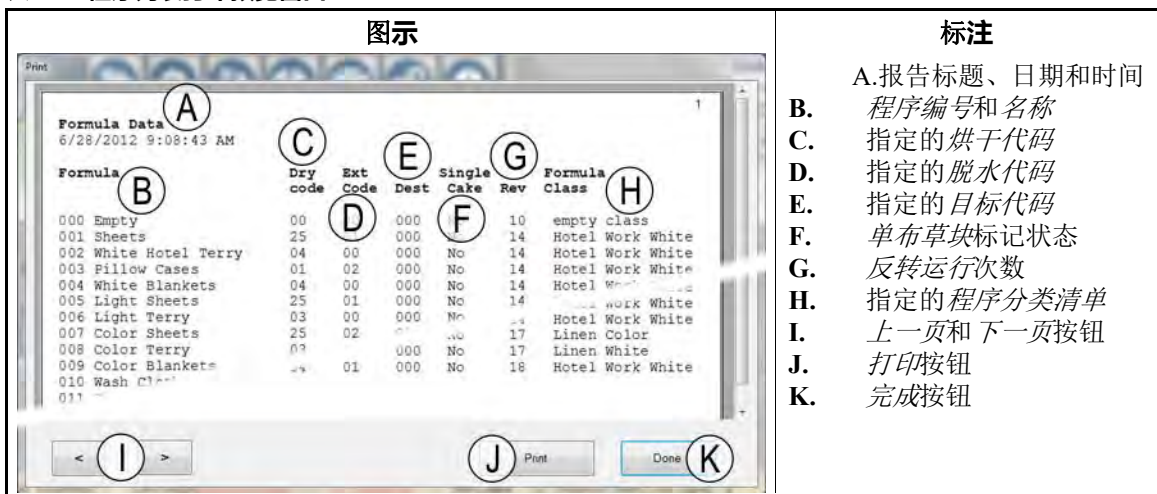 图示
标注
Print
1
A
Formula Data
6/28/2012 9:08:43 AM
C
E
G
Formula
B
Dry code
Ext Code
Dest
Single Cake
Rev
Formula Class
H
D
F
000 Empty 00 000 10 empty class
001 Sheets 25 000 14 Hotel Work White
002 White Hotel Terry 04 00 000 No 14 Hotel Work White
003 Pillow Cases 01 02 000 No 14 Hotel Work White
004 White Blankets 04 00 000 No 14 Hotel
005 Light Sheets 25 01 000 No 14 Work White
006 Light Terry 03 00 000 No Hotel Work White
007 Color Sheets 25 02 17 Linen Color
008 Color Terry 000 No 17 Linen White
009 Color Blankets 01 000 No 18 Hotel Work White
010 Wash
011
<
I
>
J
Print
Done
K
A.报告标题、日期和时间
B. 程序编号和名称
C. 指定的烘干代码
D. 指定的脱水代码
E. 指定的目标代码
F. 单布草块标记状态
G. 反转运行次数
H. 指定的程序分类清单
I. 上一页和下一页按钮
J. 打印按钮
K. 完成按钮